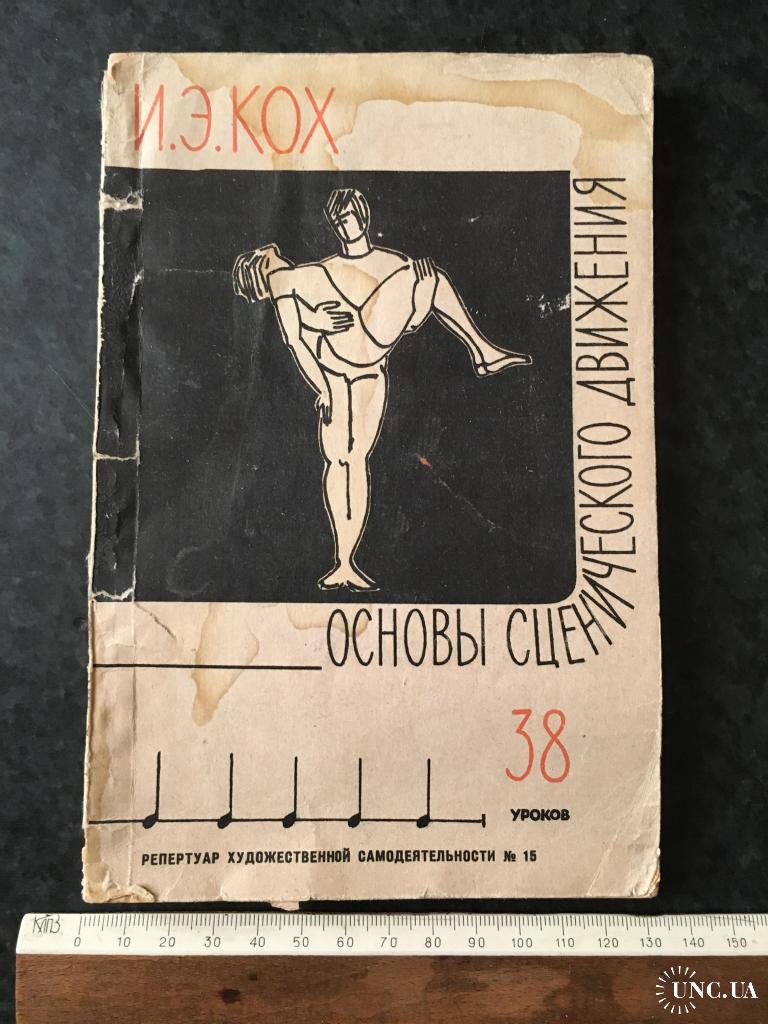 И.Э.КОХ
ОСНОВЫ СЦЕНИЧЕСКОГО ДВИЖЕНИЯ
38
УРОКОВ
РЕПЕРТУАР ХУДОЖЕСТВЕННОЙ САМОДЕЯТЕЛЬНОСТИ № 15
0 10 20 30 40 50 60 70 80 90 100 110 120 130 140 150
UNC.UA